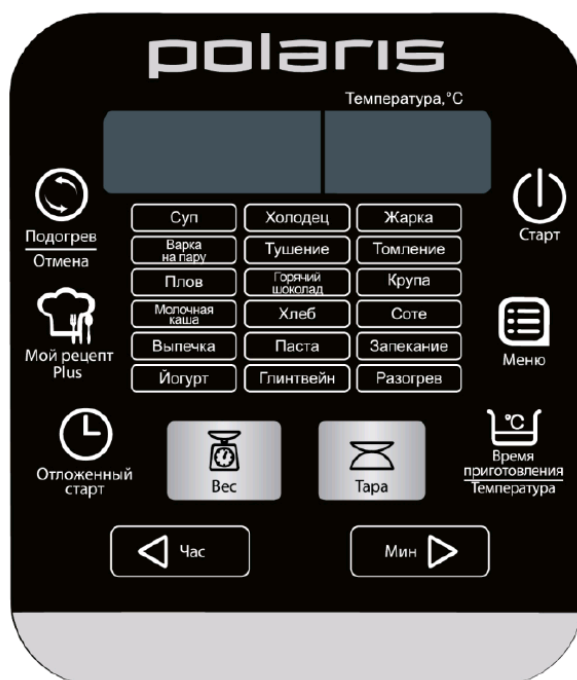 polaris
Температура,°C
Подогрев
Отмена
Старт
Суп
Холодец
Жарка
Варка
на пару
Тушение
Томление
Плов
Горячий
шоколад
Крупа
Молочная
каша
Хлеб
Соте
Выпечка
Паста
Запекание
Йогурт
Глинтвейн
Разогрев
Мой рецепт
Plus
Меню
Отложенный
старт
Вес
Тара
°C
Время
приготовления
Температура
Час
Мин